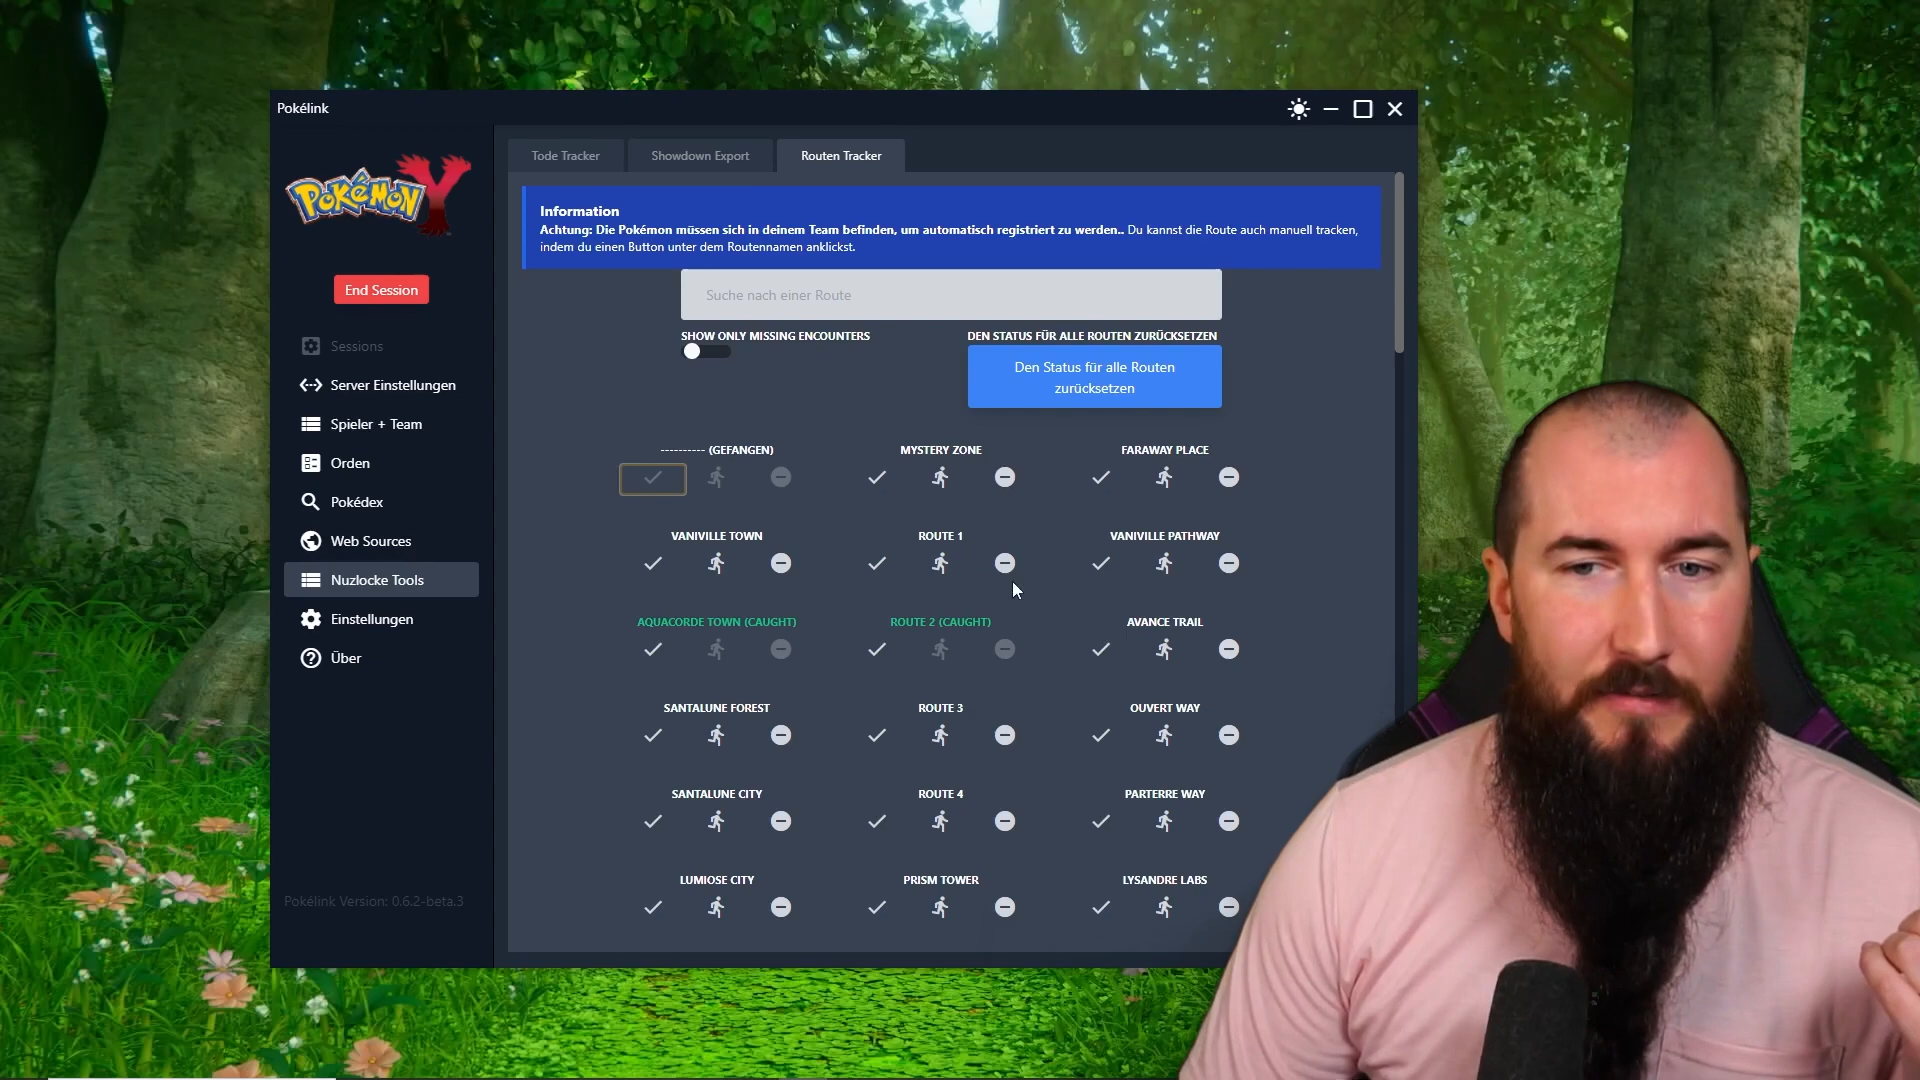 Pokélink
POKÉMON Y
End Session
Sessions
Server Einstellungen
Spieler + Team
Orden
Pokédex
Web Sources
Nuzlocke Tools
Einstellungen
Über
Pokélink Version: 0.6.2-beta.3
Tode Tracker
Showdown Export
Routen Tracker
Information
Achtung: Die Pokémon müssen sich in deinem Team befinden, um automatisch registriert zu werden.. Du kannst die Route auch manuell tracken,
indem du einen Button unter dem Routennamen anklickst.
Suche nach einer Route
SHOW ONLY MISSING ENCOUNTERS
DEN STATUS FÜR ALLE ROUTEN ZURÜCKSETZEN
Den Status für alle Routen
zurücksetzen
---------- (GEFANGEN)
MYSTERY ZONE
FARAWAY PLACE
VANIVILLE TOWN
ROUTE 1
VANIVILLE PATHWAY
AQUACORDE TOWN (CAUGHT)
ROUTE 2 (CAUGHT)
AVANCE TRAIL
SANTALUNE FOREST
ROUTE 3
OUVERT WAY
SANTALUNE CITY
ROUTE 4
PARTERRE WAY
LUMIOSE CITY
PRISM TOWER
LYSANDRE LABS